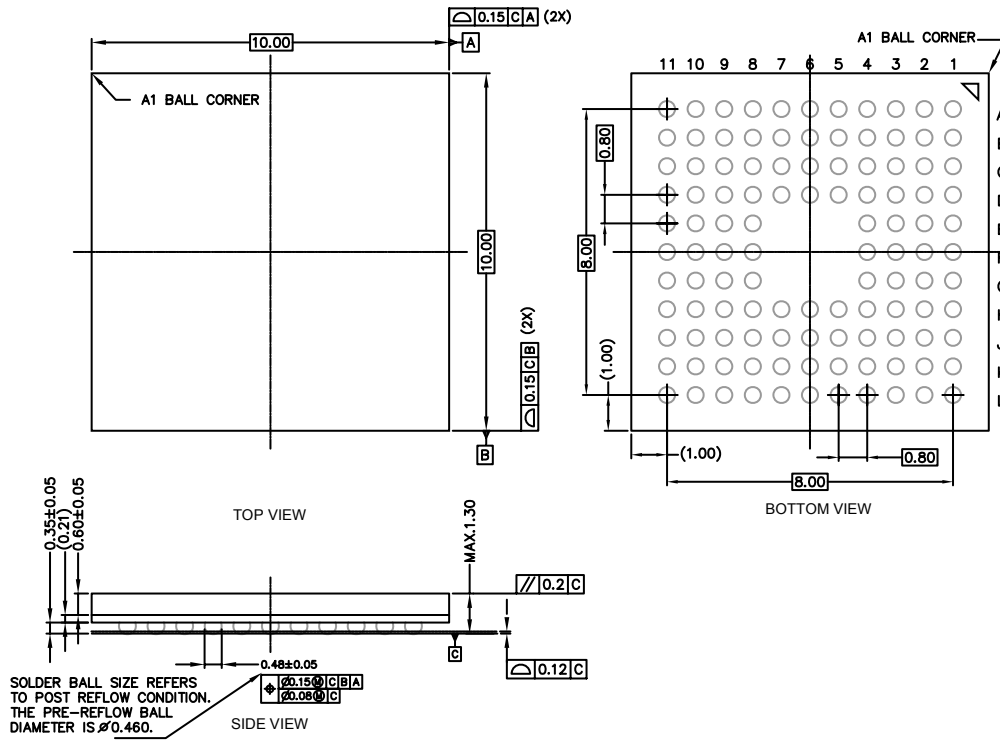 0.15 C A (2X)
10.00
A
A1 BALL CORNER
10.00
0.15 C B (2X)
B
TOP VIEW
A1 BALL CORNER
11 10 9 8 7 6 5 4 3 2 1
0.80
8.00
(1.00)
(1.00)
0.80
8.00
BOTTOM VIEW
0.35±0.05
(0.21)
0.60±0.05
MAX.1.30
// 0.2 C
C
0.12 C
0.48±0.05
Ø0.15Ⓜ C B A
Ø0.08Ⓜ C
SOLDER BALL SIZE REFERS
TO POST REFLOW CONDITION.
THE PRE-REFLOW BALL
DIAMETER IS Ø0.460.
SIDE VIEW